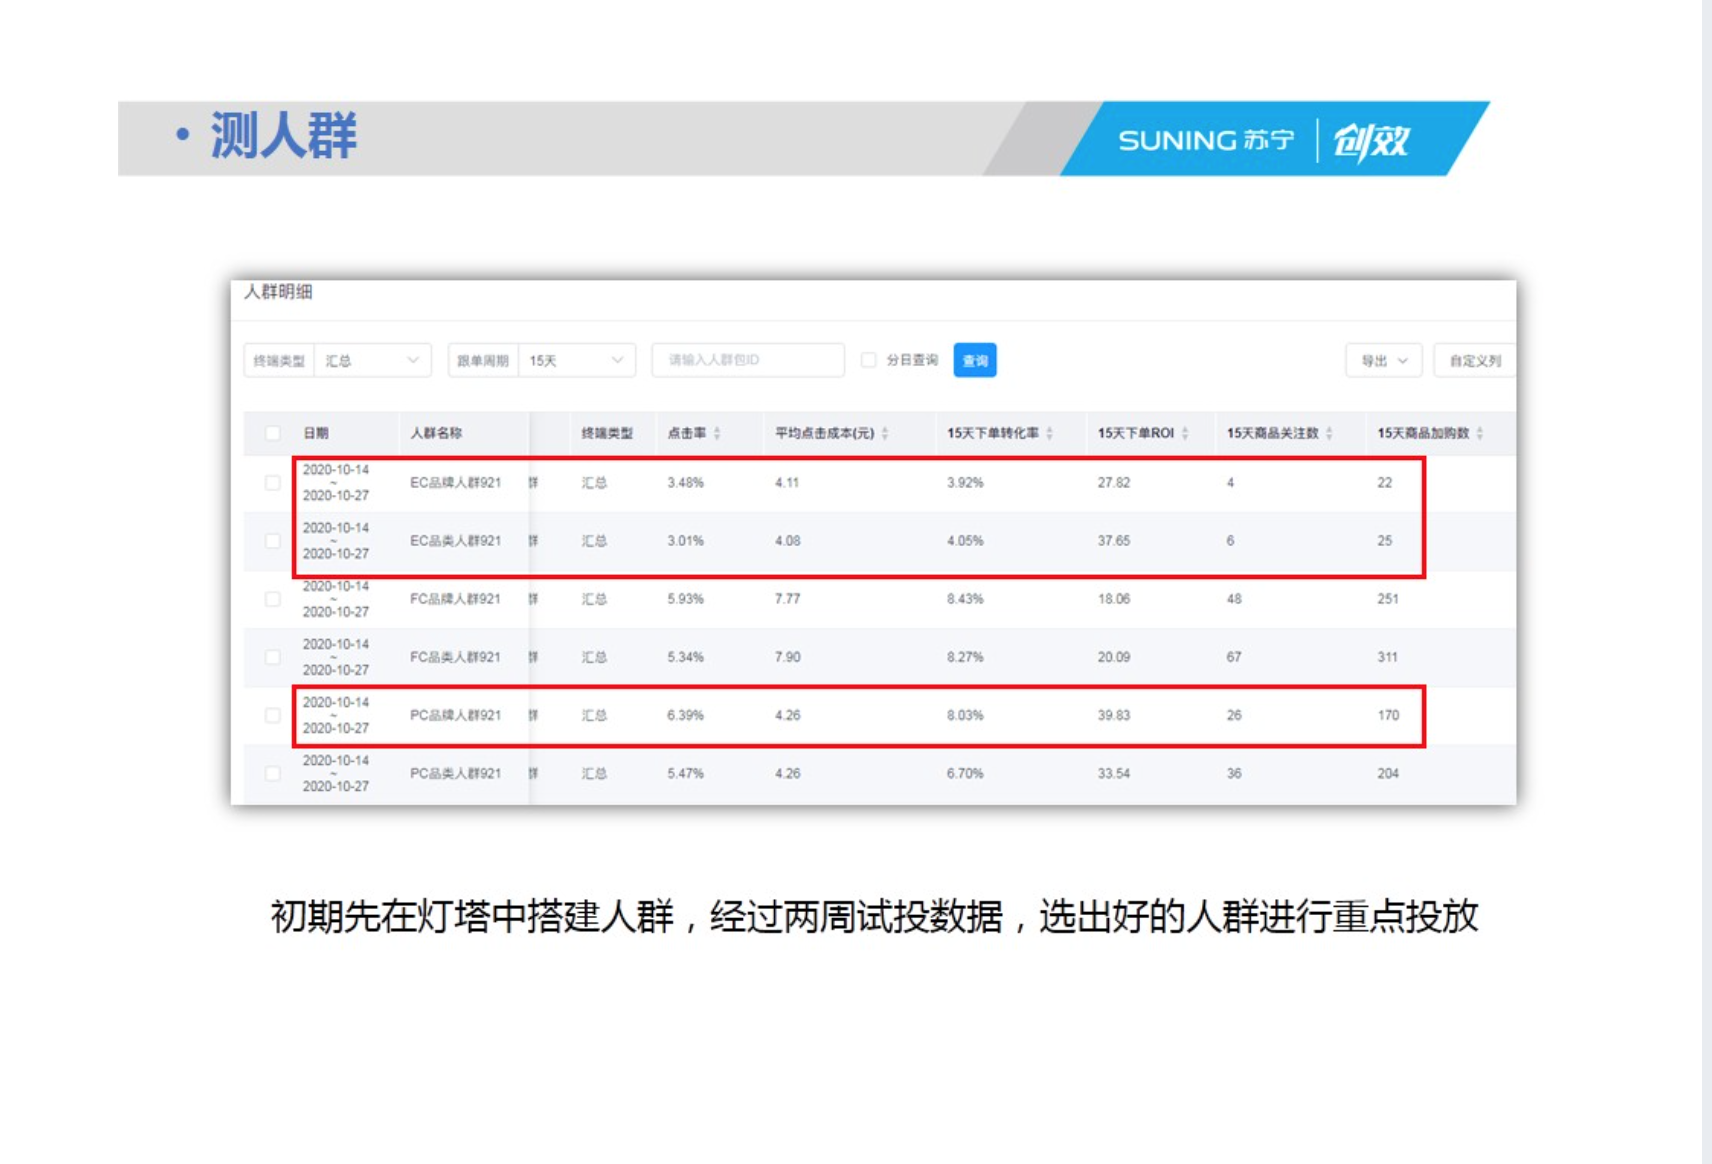 • 测人群
SUNING 苏宁 创效
人群明细
终端类型 汇总 跟单周期 15天 请输入人群包ID 分日查询 查询 导出 自定义列
日期 人群名称 终端类型 点击率 平均点击成本(元) 15天下单转化率 15天下单ROI 15天商品关注数 15天商品加购数
2020-10-14
~
2020-10-27 EC品牌人群921 群 汇总 3.48% 4.11 3.92% 27.82 4 22
2020-10-14
~
2020-10-27 EC品类人群921 群 汇总 3.01% 4.08 4.05% 37.65 6 25
2020-10-14
~
2020-10-27 FC品牌人群921 群 汇总 5.93% 7.77 8.43% 18.06 48 251
2020-10-14
~
2020-10-27 FC品类人群921 群 汇总 5.34% 7.90 8.27% 20.09 67 311
2020-10-14
~
2020-10-27 PC品牌人群921 群 汇总 6.39% 4.26 8.03% 39.83 26 170
2020-10-14
~
2020-10-27 PC品类人群921 群 汇总 5.47% 4.26 6.70% 33.54 36 204
初期先在灯塔中搭建人群，经过两周试投数据，选出好的人群进行重点投放